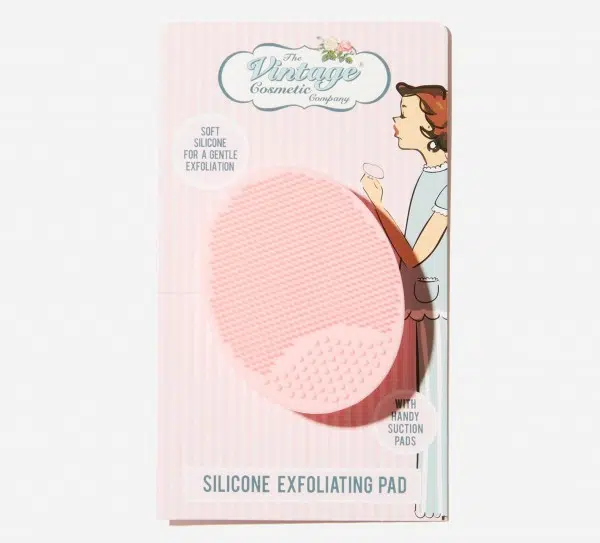 The
Vintage®
Cosmetic
Company
SOFT
SILICONE
FOR A GENTLE
EXFOLIATION
WITH
HANDY
SUCTION
PADS
SILICONE EXFOLIATING PAD